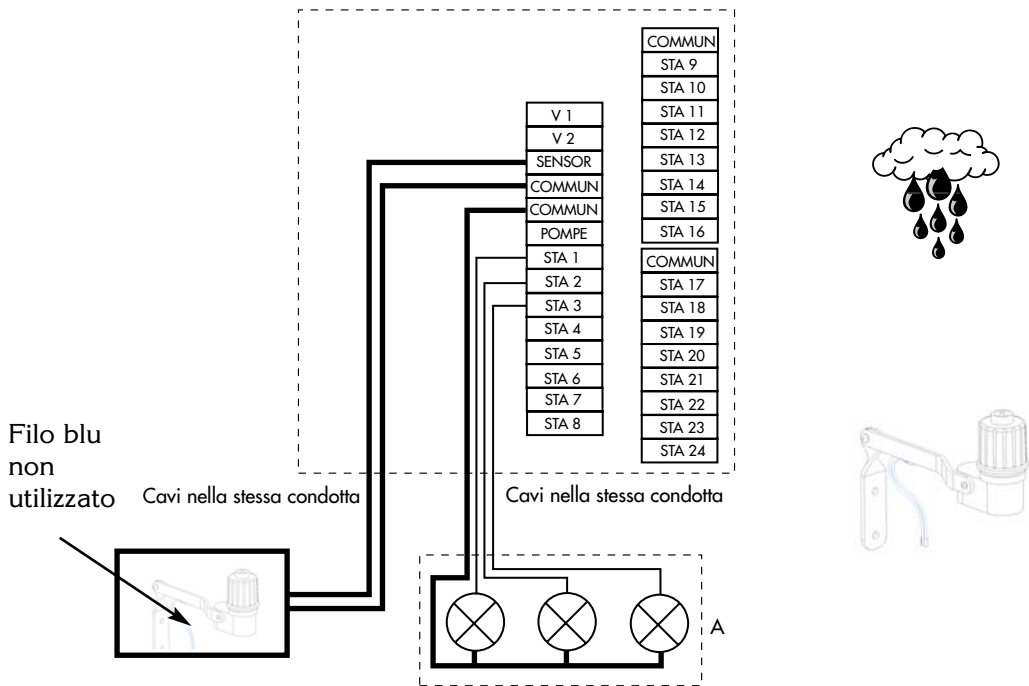 V 1
V 2
SENSOR
COMMUN
COMMUN
POMPE
STA 1
STA 2
STA 3
STA 4
STA 5
STA 6
STA 7
STA 8
COMMUN
STA 9
STA 10
STA 11
STA 12
STA 13
STA 14
STA 15
STA 16
COMMUN
STA 17
STA 18
STA 19
STA 20
STA 21
STA 22
STA 23
STA 24
Filo blu
non
utilizzato
Cavi nella stessa condotta
Cavi nella stessa condotta
A